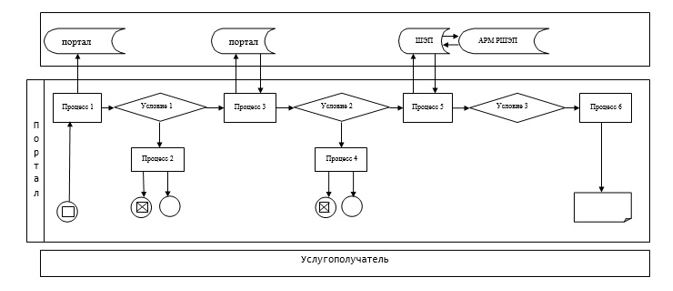 портал
портал
ШЭП
АРМ РШЭП
Процесс 1
Условие 1
Процесс 3
Условие 2
Процесс 5
Условие 3
Процесс 6
Процесс 2
Процесс 4
Портал
Услугополучатель